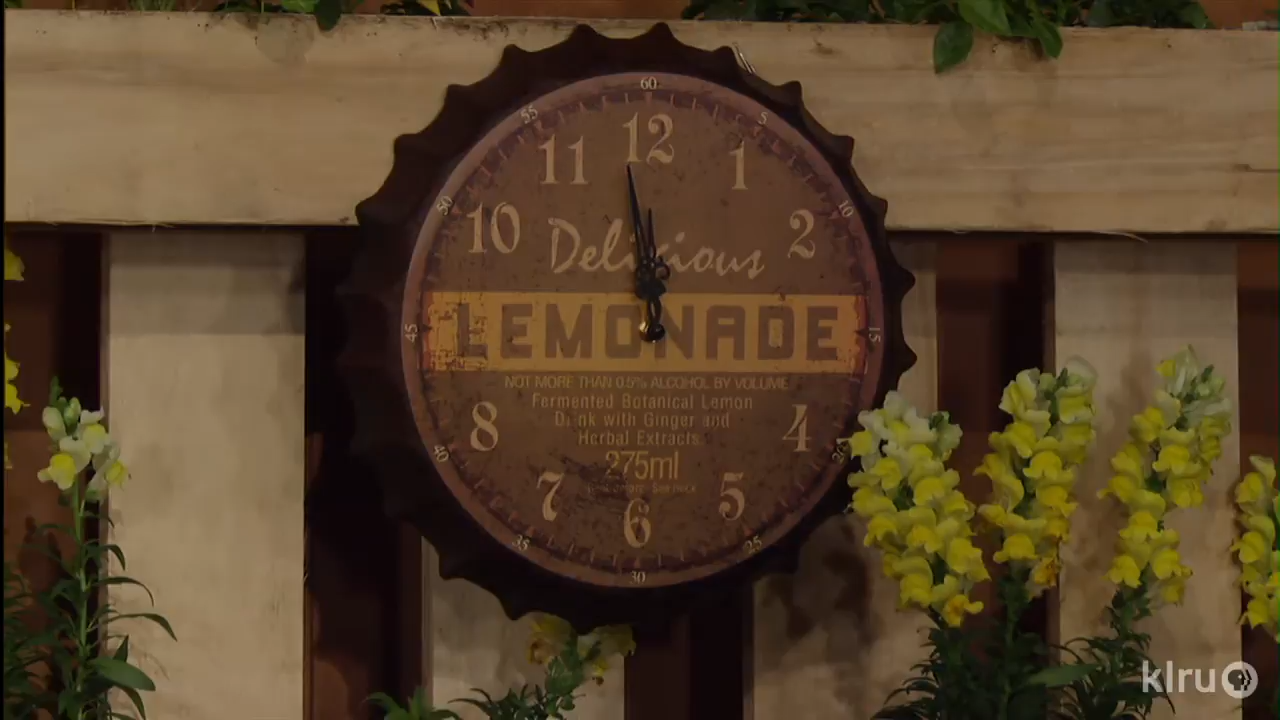 60
55
5
12
11
1
50
10
10
2
Delicious
45
LEMONADE
15
NOT MORE THAN 0.5% ALCOHOL BY VOLUME
Fermented Botanical Lemon
8
Drink with Ginger and
4
Herbal Extracts
40
20
275ml
7
5
6
35
25
30
klru